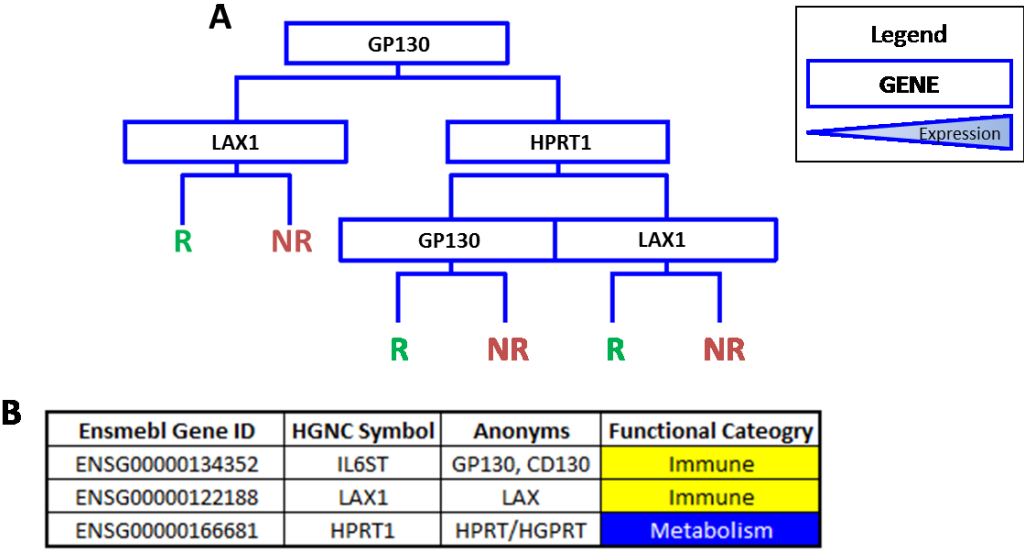 A
GP130
Legend
GENE
Expression
LAX1
HPRT1
R
NR
GP130
LAX1
R
NR
R
NR
B
Ensmebl Gene ID HGNC Symbol Anonyms Functional Cateogry
ENSG00000134352 IL6ST GP130, CD130 Immune
ENSG00000122188 LAX1 LAX Immune
ENSG00000166681 HPRT1 HPRT/HGPRT Metabolism